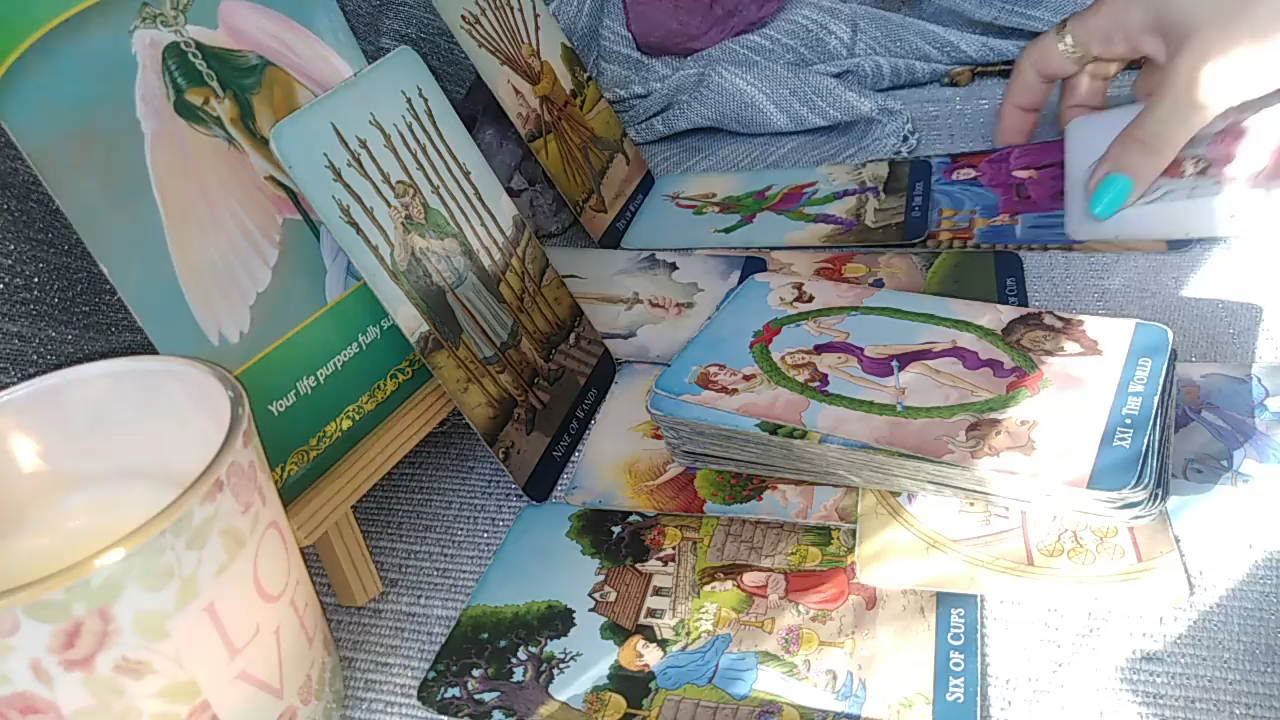 Your life purpose fully su
NINE OF WANDS
TEN OF WANDS
0 • THE FOOL
OF CUPS
XXI • THE WORLD
SIX OF CUPS
LOVE